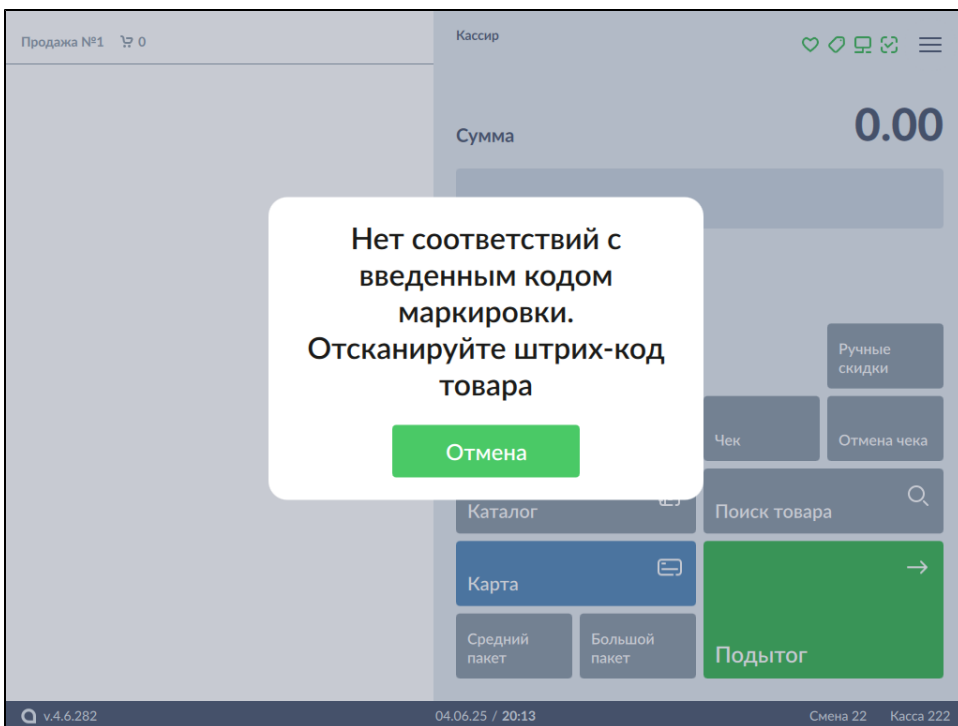 Продажа №1 0
Кассир
Сумма
0.00
Нет соответствий с
введенным кодом
маркировки.
Отсканируйте штрих-код
товара
Отмена
Ручные
скидки
Чек
Отмена чека
Каталог
Поиск товара
Карта
Средний
пакет
Большой
пакет
Подытог
v.4.6.282
04.06.25 / 20:13
Смена 22
Касса 222